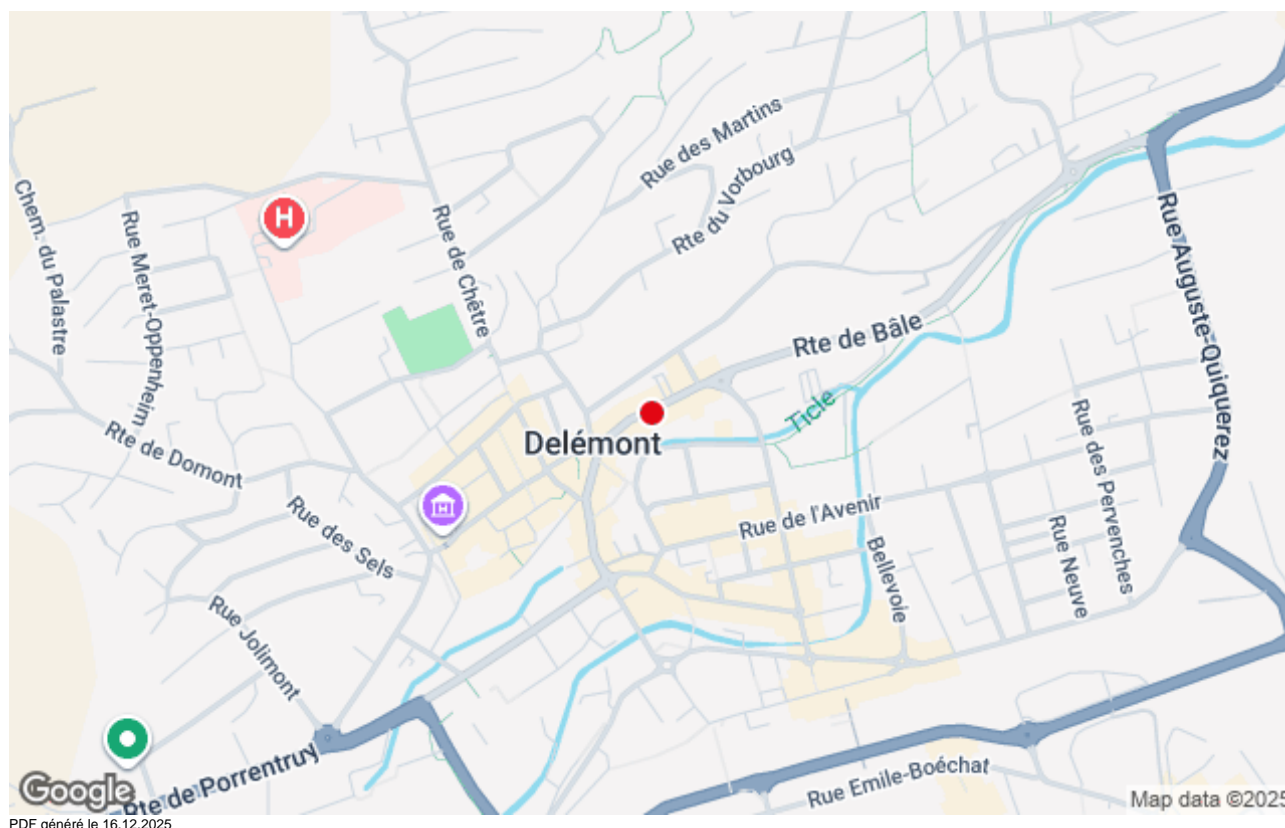 Rue des Martins
Rte du Vorbourg
Chem. du Palastre
Rue Meret-Oppenheim
H
Rue de Chêtre
Rue Auguste-Quiquerez
Rte de Bâle
Ticle
Delémont
Rte de Domont
Rue des Sels
Rue de l'Avenir
Bellevoie
Rue Neuve
Rue des Pervenches
Rue Jolimont
Rte de Porrentruy
Rue Emile-Boéchat
Google
Map data ©2025
PDF généré le 16.12.2025